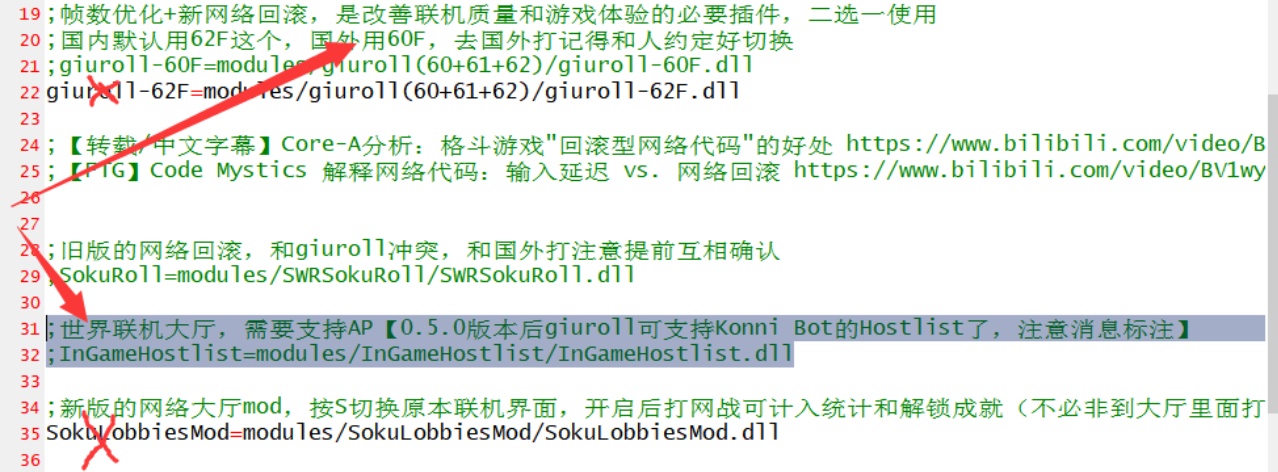 19 ;帧数优化+新网络回滚，是改善联机质量和游戏体验的必要插件，二选一使用
20 ;国内默认用62F这个，国外用60F，去国外打记得和人约定好切换
21 ;giuroll-60F=modules/giuroll(60+61+62)/giuroll-60F.dll
22 giuroll-62F=modules/giuroll(60+61+62)/giuroll-62F.dll
23
24 ;【转载/中文字幕】Core-A分析：格斗游戏"回滚型网络代码"的好处 https://www.bilibili.com/video/B
25 ;【FTG】Code Mystics 解释网络代码：输入延迟 vs. 网络回滚 https://www.bilibili.com/video/BV1wy
26
27
28 ;旧版的网络回滚，和giuroll冲突，和国外打注意提前互相确认
29 ;SokuRoll=modules/SWRSokuRoll/SWRSokuRoll.dll
30
31 ;世界联机大厅，需要支持AP【0.5.0版本后giuroll可支持Konni Bot的Hostlist了，注意消息标注】
32 ;InGameHostlist=modules/InGameHostlist/InGameHostlist.dll
33
34 ;新版的网络大厅mod，按S切换原本联机界面，开启后打网战可计入统计和解锁成就（不必非到大厅里面打
35 SokuLobbiesMod=modules/SokuLobbiesMod/SokuLobbiesMod.dll
36